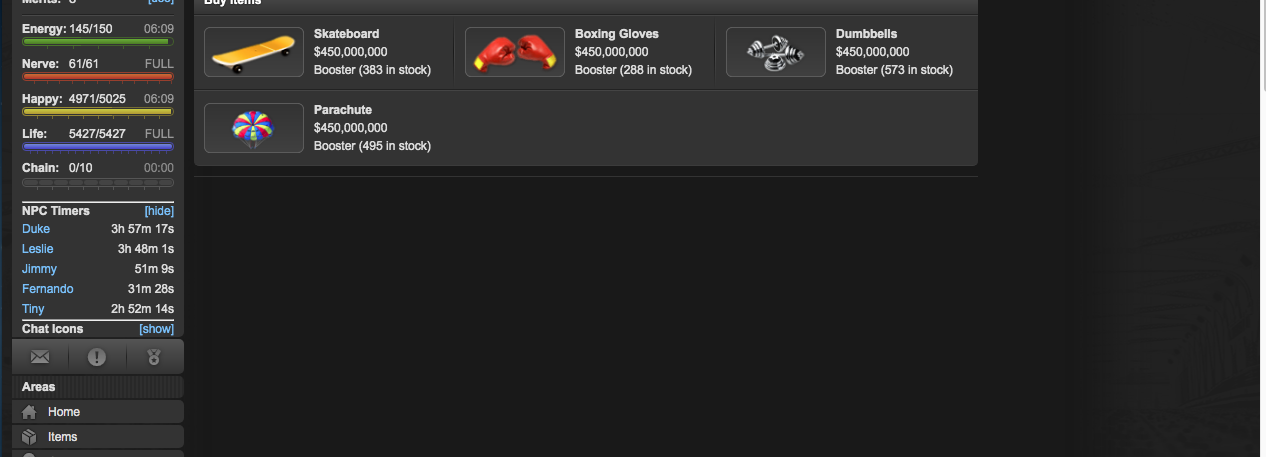 Buy Items
Energy: 145/150 06:09
Nerve: 61/61 FULL
Happy: 4971/5025 06:09
Life: 5427/5427 FULL
Chain: 0/10 00:00
NPC Timers [hide]
Duke 3h 57m 17s
Leslie 3h 48m 1s
Jimmy 51m 9s
Fernando 31m 28s
Tiny 2h 52m 14s
Chat Icons [show]
Areas
Home
Items
Skateboard
$450,000,000
Booster (383 in stock)
Boxing Gloves
$450,000,000
Booster (288 in stock)
Dumbbells
$450,000,000
Booster (573 in stock)
Parachute
$450,000,000
Booster (495 in stock)